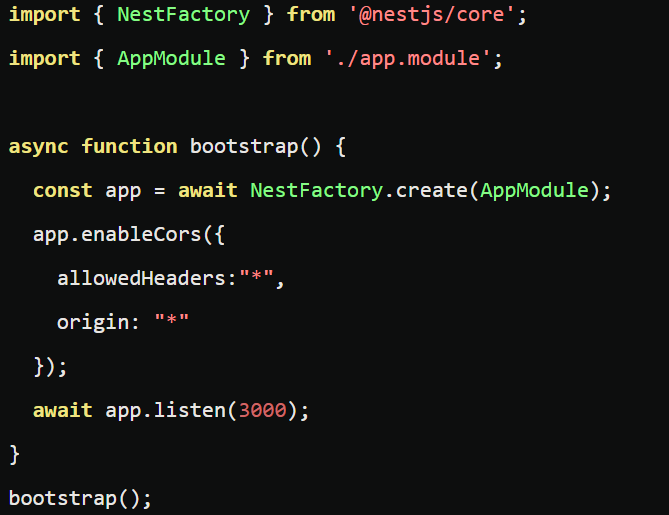 import { NestFactory } from '@nestjs/core';
import { AppModule } from './app.module';
async function bootstrap() {
const app = await NestFactory.create(AppModule);
app.enableCors({
allowedHeaders:"*",
origin: "*"
});
await app.listen(3000);
}
bootstrap();